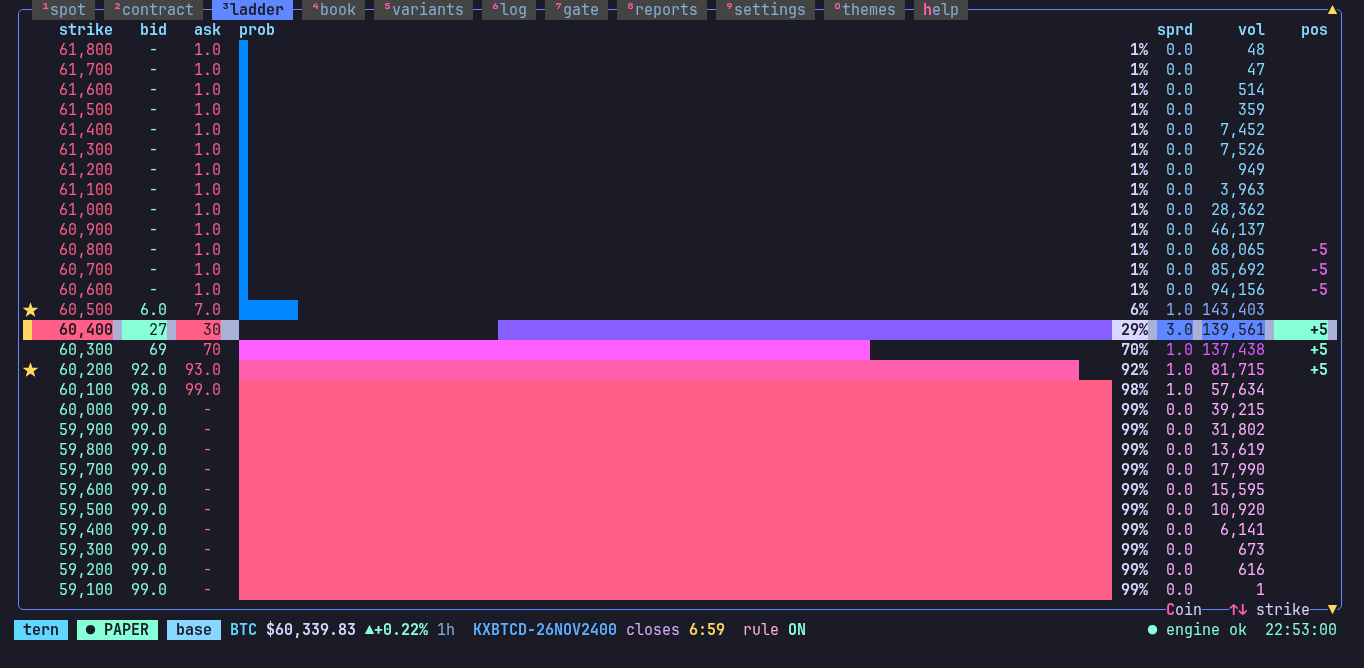 ¹spot ²contract ³ladder ⁴book ⁵variants ⁶log ⁷gate ⁸reports ⁹settings ⁰themes help ▲
strike bid ask prob sprd vol pos
61,800 - 1.0 1% 0.0 48
61,700 - 1.0 1% 0.0 47
61,600 - 1.0 1% 0.0 514
61,500 - 1.0 1% 0.0 359
61,400 - 1.0 1% 0.0 7,452
61,300 - 1.0 1% 0.0 7,526
61,200 - 1.0 1% 0.0 949
61,100 - 1.0 1% 0.0 3,963
61,000 - 1.0 1% 0.0 28,362
60,900 - 1.0 1% 0.0 46,137
60,800 - 1.0 1% 0.0 68,065 -5
60,700 - 1.0 1% 0.0 85,692 -5
60,600 - 1.0 1% 0.0 94,156 -5
★ 60,500 6.0 7.0 6% 1.0 143,403
60,400 27 30 29% 3.0 139,561 +5
60,300 69 70 70% 1.0 137,438 +5
★ 60,200 92.0 93.0 92% 1.0 81,715 +5
60,100 98.0 99.0 98% 1.0 57,634
60,000 99.0 - 99% 0.0 39,215
59,900 99.0 - 99% 0.0 31,802
59,800 99.0 - 99% 0.0 13,619
59,700 99.0 - 99% 0.0 17,990
59,600 99.0 - 99% 0.0 15,595
59,500 99.0 - 99% 0.0 10,920
59,400 99.0 - 99% 0.0 6,141
59,300 99.0 - 99% 0.0 673
59,200 99.0 - 99% 0.0 616
59,100 99.0 - 99% 0.0 1
Coin ↑↓ strike ▼
tern ● PAPER base BTC $60,339.83 ▲+0.22% 1h KXBTCD-26NOV2400 closes 6:59 rule ON ● engine ok 22:53:00